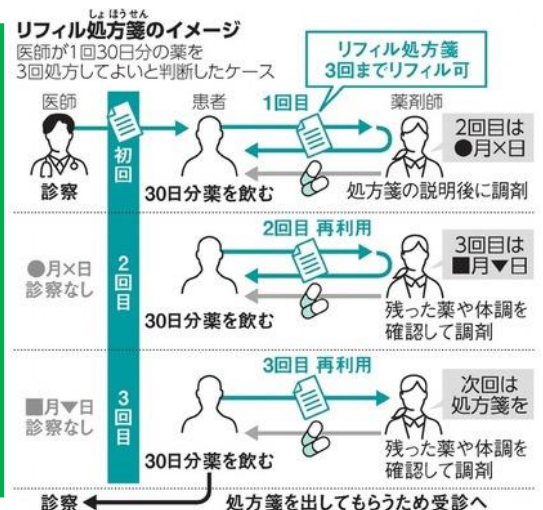 しょほうせん
リフィル処方箋のイメージ
医師が1回30日分の薬を
3回処方してよいと判断したケース
リフィル処方箋
3回までリフィル可
医師
患者
1回目
薬剤師
初回
2回目は
●月×日
診察
30日分薬を飲む
処方箋の説明後に調剤
2回目 再利用
●月×日
診察なし
2回目
3回目は
■月▼日
30日分薬を飲む
残った薬や体調を
確認して調剤
3回目 再利用
■月▼日
診察なし
3回目
次回は
処方箋を
30日分薬を飲む
残った薬や体調を
確認して調剤
診察
処方箋を出してもらうため受診へ